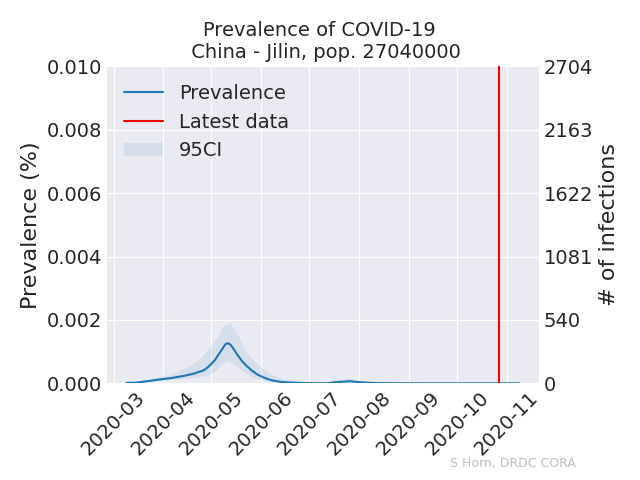 Prevalence of COVID-19
China - Jilin, pop. 27040000
Prevalence
Latest data
95CI
Prevalence (%)
0.010
0.008
0.006
0.004
0.002
0.000
2704
2163
1622
1081
540
0
# of infections
2020-03
2020-04
2020-05
2020-06
2020-07
2020-08
2020-09
2020-10
2020-11
S Horn, DRDC CORA